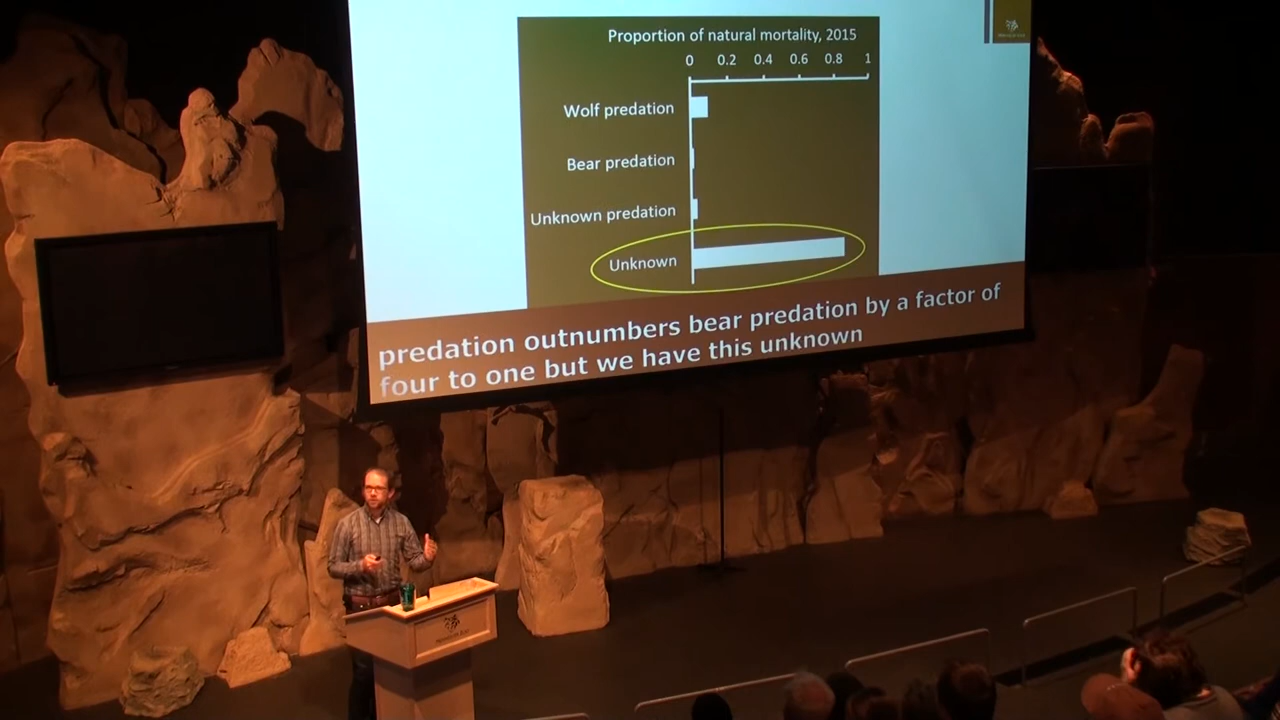 Proportion of natural mortality, 2015
0 0.2 0.4 0.6 0.8 1
Wolf predation
Bear predation
Unknown predation
Unknown
predation outnumbers bear predation by a factor of
four to one but we have this unknown